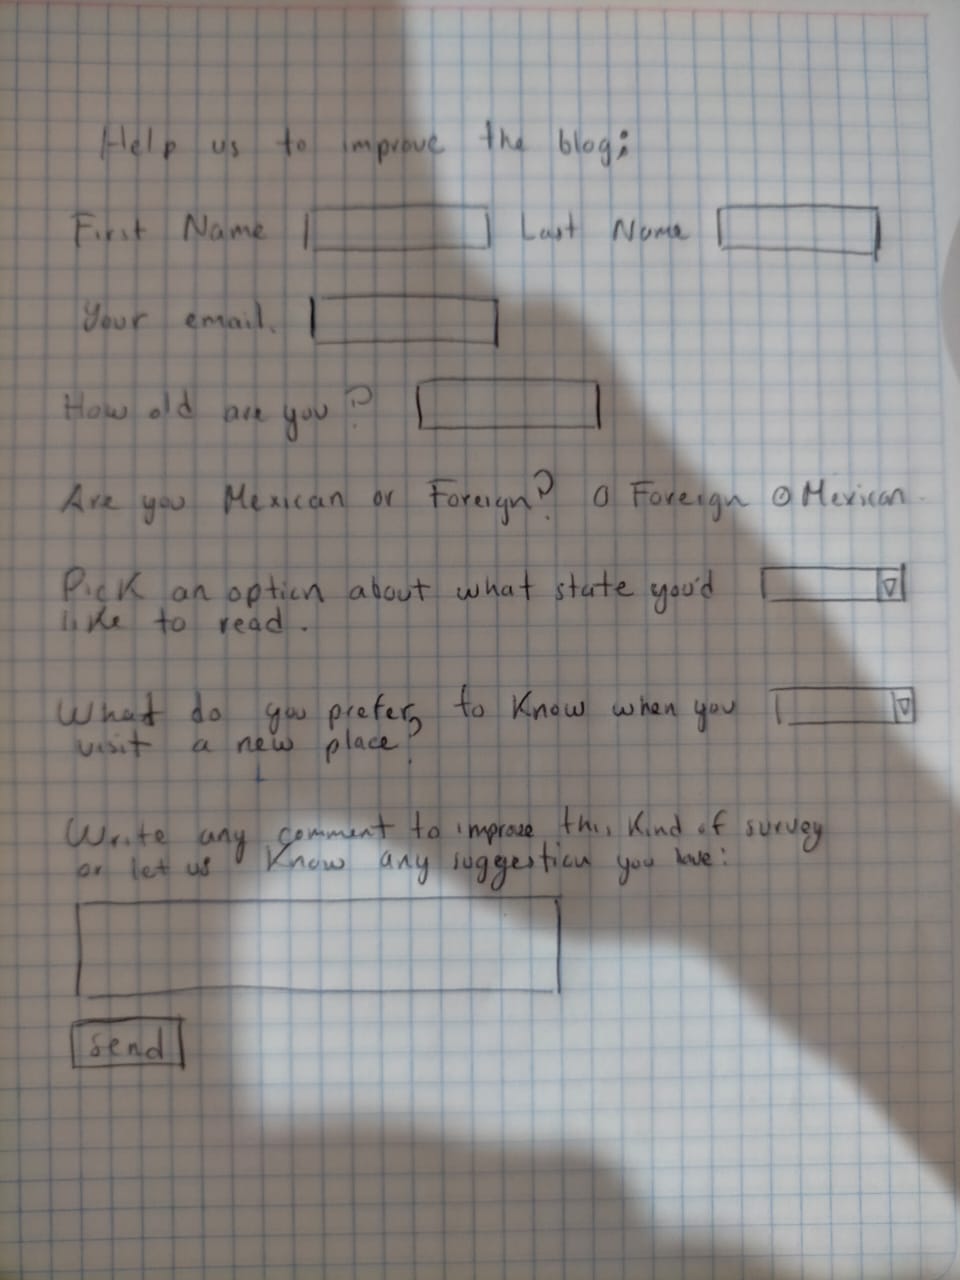 Help us to improve the blog:
First Name Last Name
Your email.
How old are you?
Are you Mexican or Foreign? Foreign Mexican
Pick an option about what state you'd
like to read.
What do you prefer to know when you
visit a new place?
Write any comment to improve this kind of survey
or let us know any suggestion you have:
Send